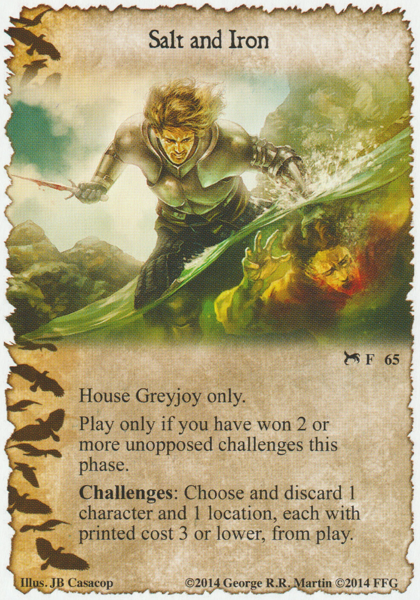 Salt and Iron
F 65
House Greyjoy only.
Play only if you have won 2 or
more unopposed challenges this
phase.
Challenges: Choose and discard 1
character and 1 location, each with
printed cost 3 or lower, from play.
Illus. JB Casacop ©2014 George R.R. Martin ©2014 FFG